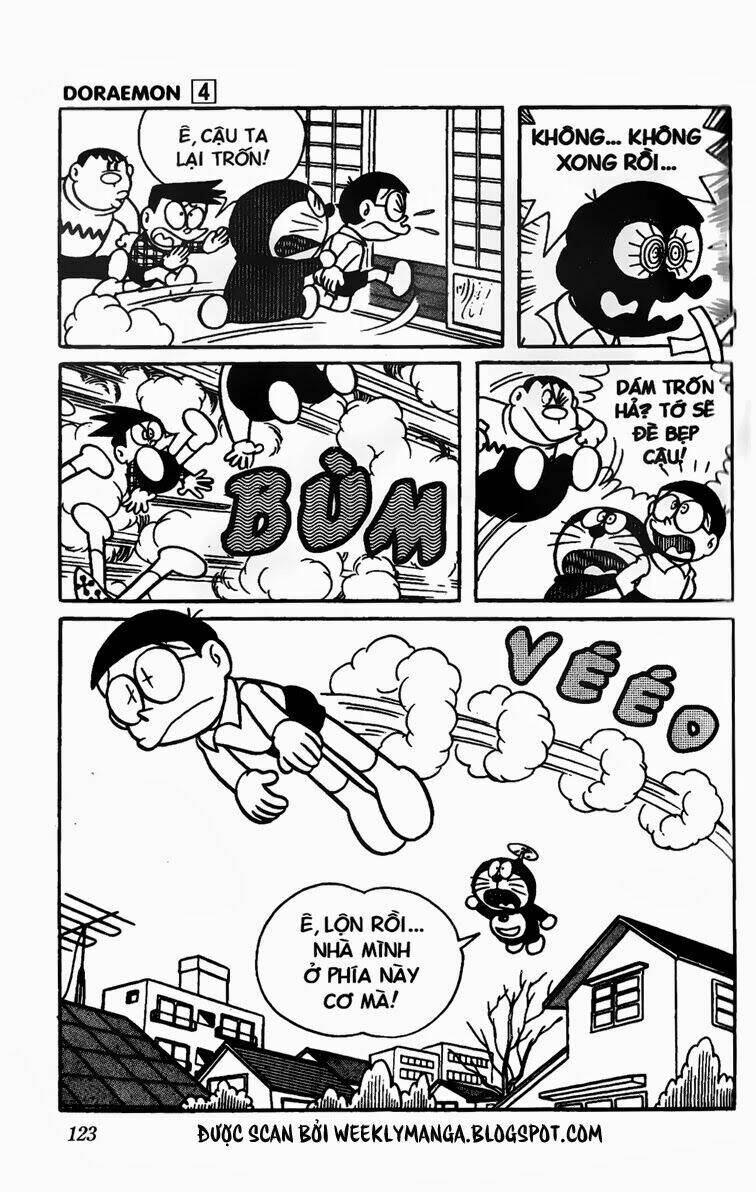 DORAEMON 4
Ê, CẬU TA
LẠI TRỐN!
KHÔNG... KHÔNG
XONG RỒI...
BÙM
DÁM TRỐN
HẢ? TỚ SẼ
ĐÈ BẸP
CẬU!
VÉÉO
Ê, LỘN RỒI...
NHÀ MÌNH
Ở PHÍA NÀY
CƠ MÀ!
123
ĐƯỢC SCAN BỞI WEEKLYMANGA.BLOGSPOT.COM